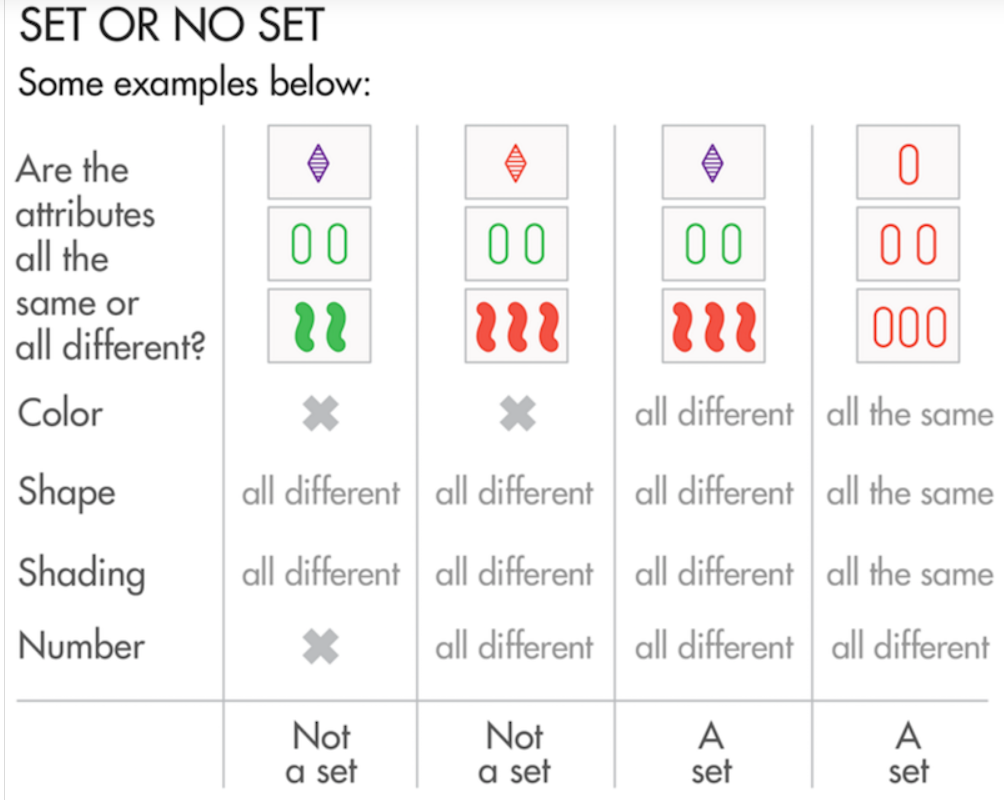 SET OR NO SET
Some examples below:
Are the
attributes
all the
same or
all different?
Color all different all the same
Shape all different all different all different all the same
Shading all different all different all different all the same
Number all different all different all different
Not Not A A
a set a set set set